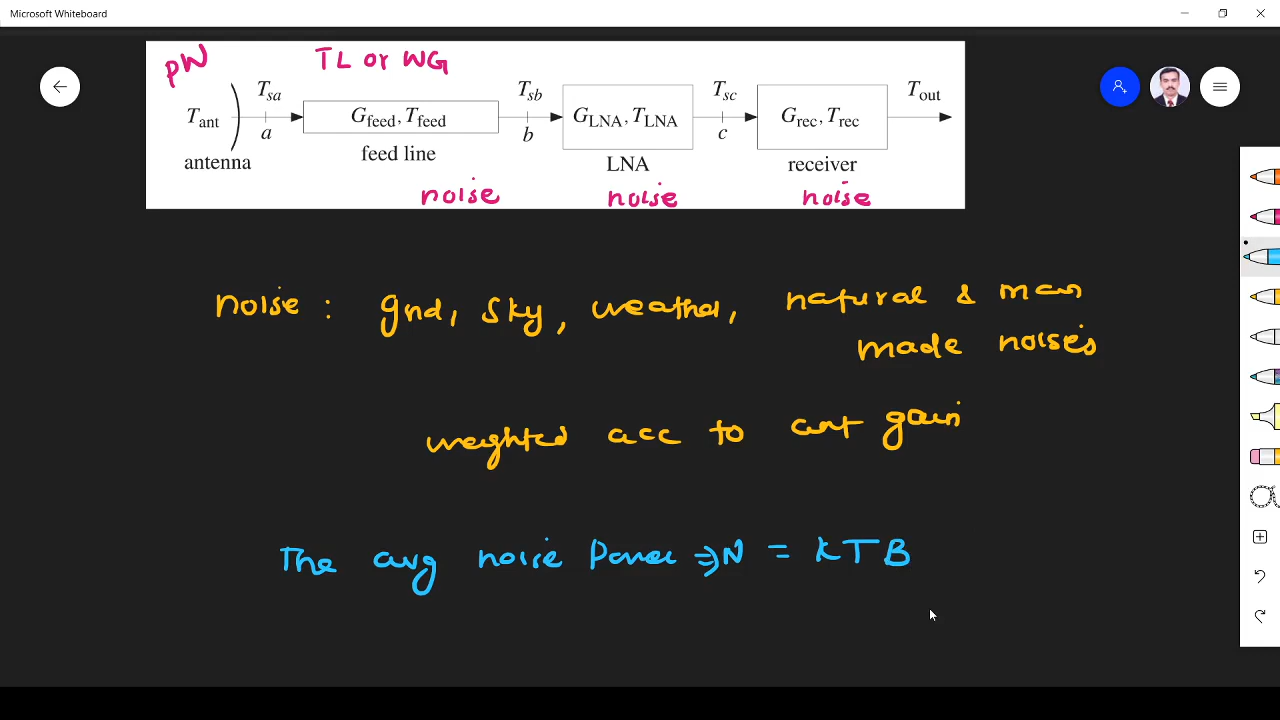 Microsoft Whiteboard
pW
TL or WG
T_sa
T_sb
T_sc
T_out
T_ant
G_feed, T_feed
G_LNA, T_LNA
G_rec, T_rec
a
b
c
antenna
feed line
LNA
receiver
noise
noise
noise
noise : gnd, sky, weather, natural & man
made noises
weighted acc to ant gain
The avg noise Power ⇒ N = kTB